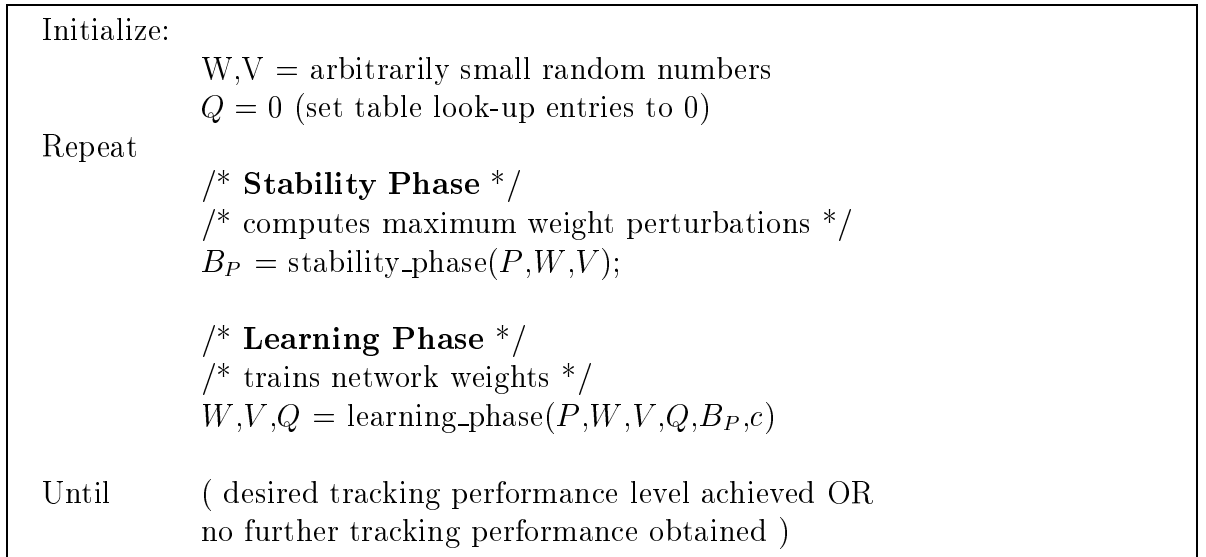 Initialize:
W,V = arbitrarily small random numbers
Q = 0 (set table look-up entries to 0)
Repeat
/* Stability Phase */
/* computes maximum weight perturbations */
B_P = stability_phase(P,W,V);
/* Learning Phase */
/* trains network weights */
W,V,Q = learning_phase(P,W,V,Q,B_P,c)
Until ( desired tracking performance level achieved OR
no further tracking performance obtained )